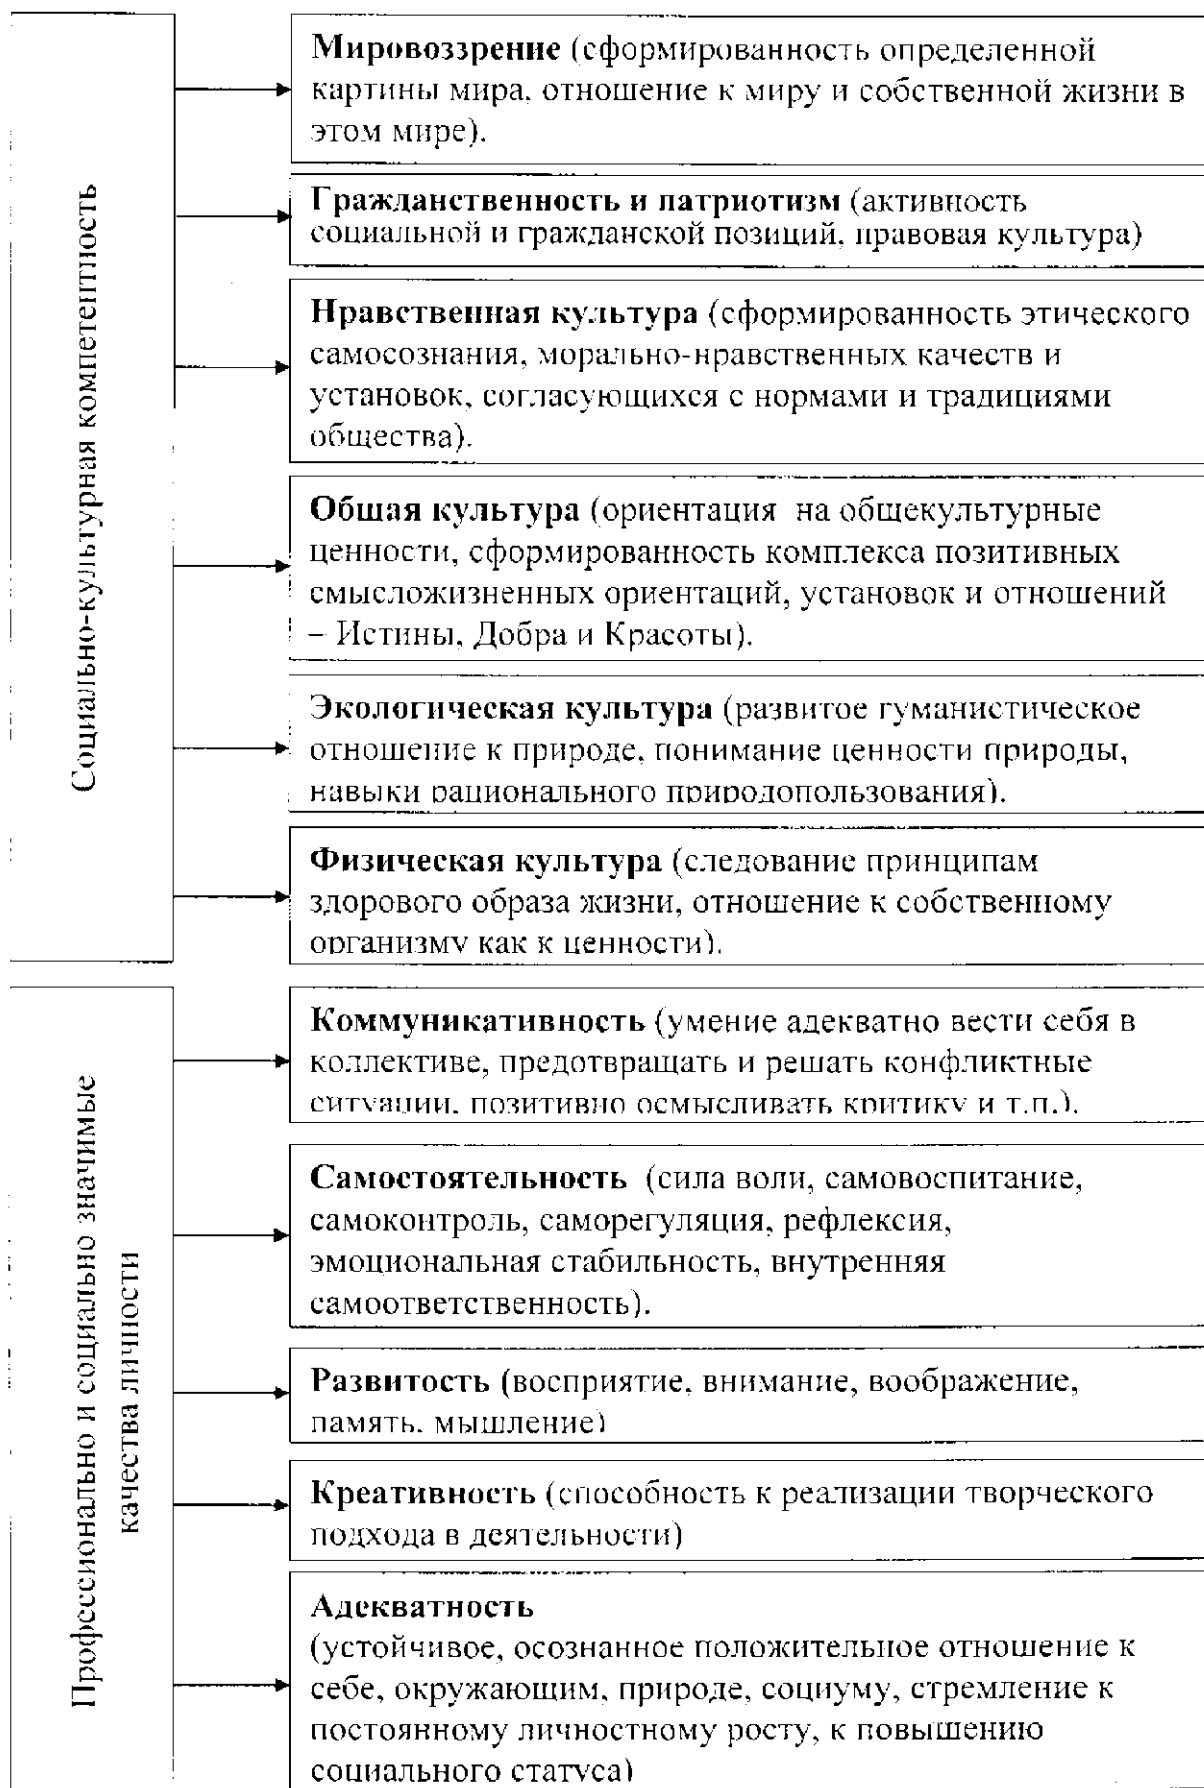 Социально-культурная компетентность
Мировоззрение (сформированность определенной
картины мира, отношение к миру и собственной жизни в
этом мире).
Гражданственность и патриотизм (активность
социальной и гражданской позиций, правовая культура)
Нравственная культура (сформированность этического
самосознания, морально-нравственных качеств и
установок, согласующихся с нормами и традициями
общества).
Общая культура (ориентация на общекультурные
ценности, сформированность комплекса позитивных
смысложизненных ориентаций, установок и отношений
– Истины, Добра и Красоты).
Экологическая культура (развитое гуманистическое
отношение к природе, понимание ценности природы,
навыки рационального природопользования).
Физическая культура (следование принципам
здорового образа жизни, отношение к собственному
организму как к ценности).
Профессионально и социально значимые
качества личности
Коммуникативность (умение адекватно вести себя в
коллективе, предотвращать и решать конфликтные
ситуации, позитивно осмысливать критику и т.п.).
Самостоятельность (сила воли, самовоспитание,
самоконтроль, саморегуляция, рефлексия,
эмоциональная стабильность, внутренняя
самоответственность).
Развитость (восприятие, внимание, воображение,
память, мышление)
Креативность (способность к реализации творческого
подхода в деятельности)
Адекватность
(устойчивое, осознанное положительное отношение к
себе, окружающим, природе, социуму, стремление к
постоянному личностному росту, к повышению
социального статуса)